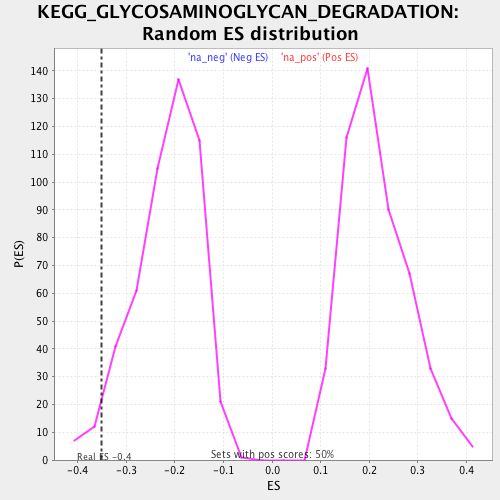 KEGG_GLYCOSAMINOGLYCAN_DEGRADATION:
Random ES distribution
'na_neg' (Neg ES) 'na_pos' (Pos ES)
140
130
120
110
100
90
80
70
60
50
40
30
20
10
0
P(ES)
Real ES -0.4
Sets with pos scores: 50%
-0.4 -0.3 -0.2 -0.1 0.0 0.1 0.2 0.3 0.4
ES